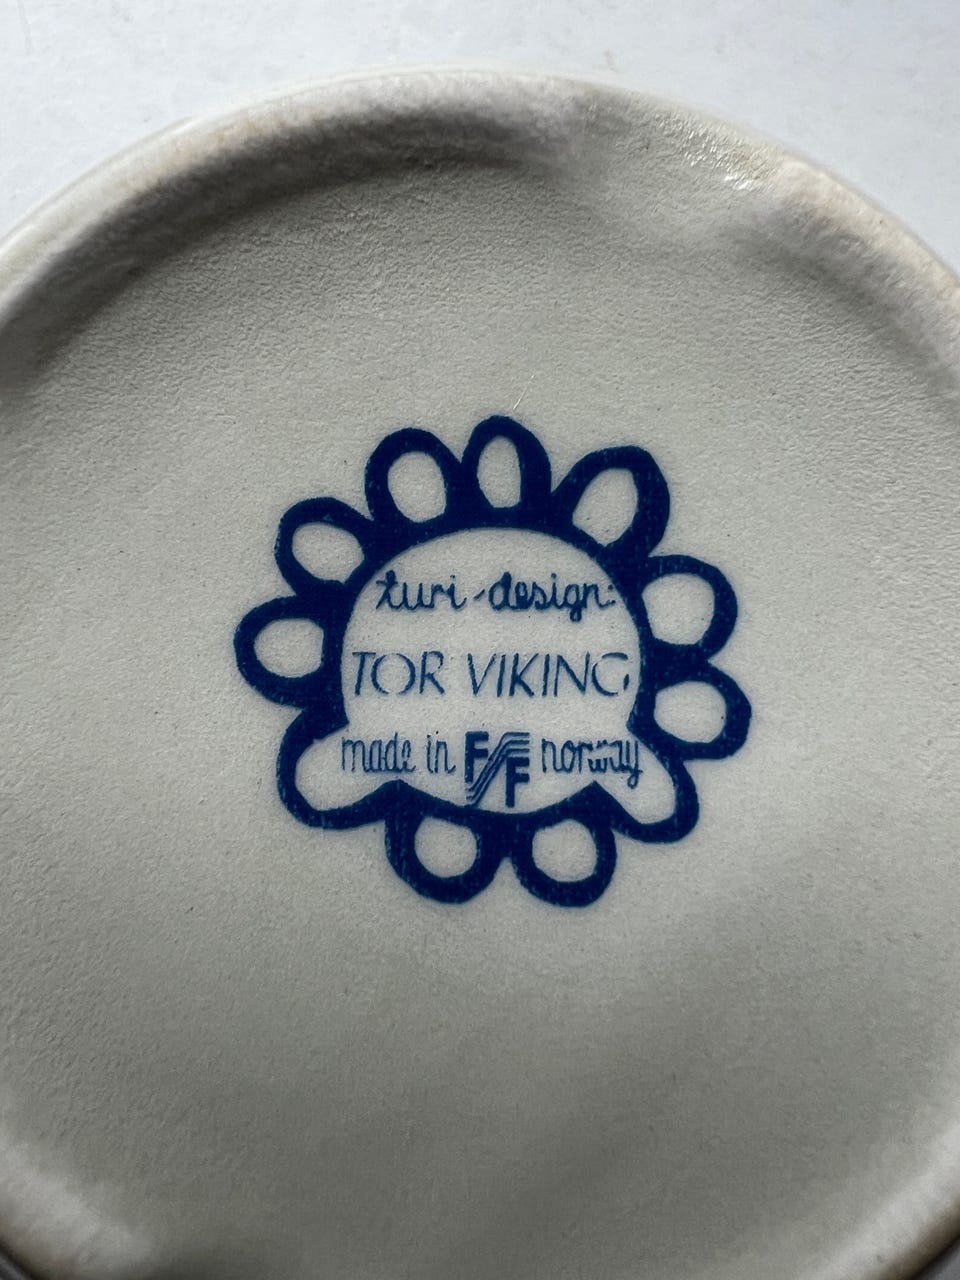 turi-design:
TOR VIKING
made in FF norway